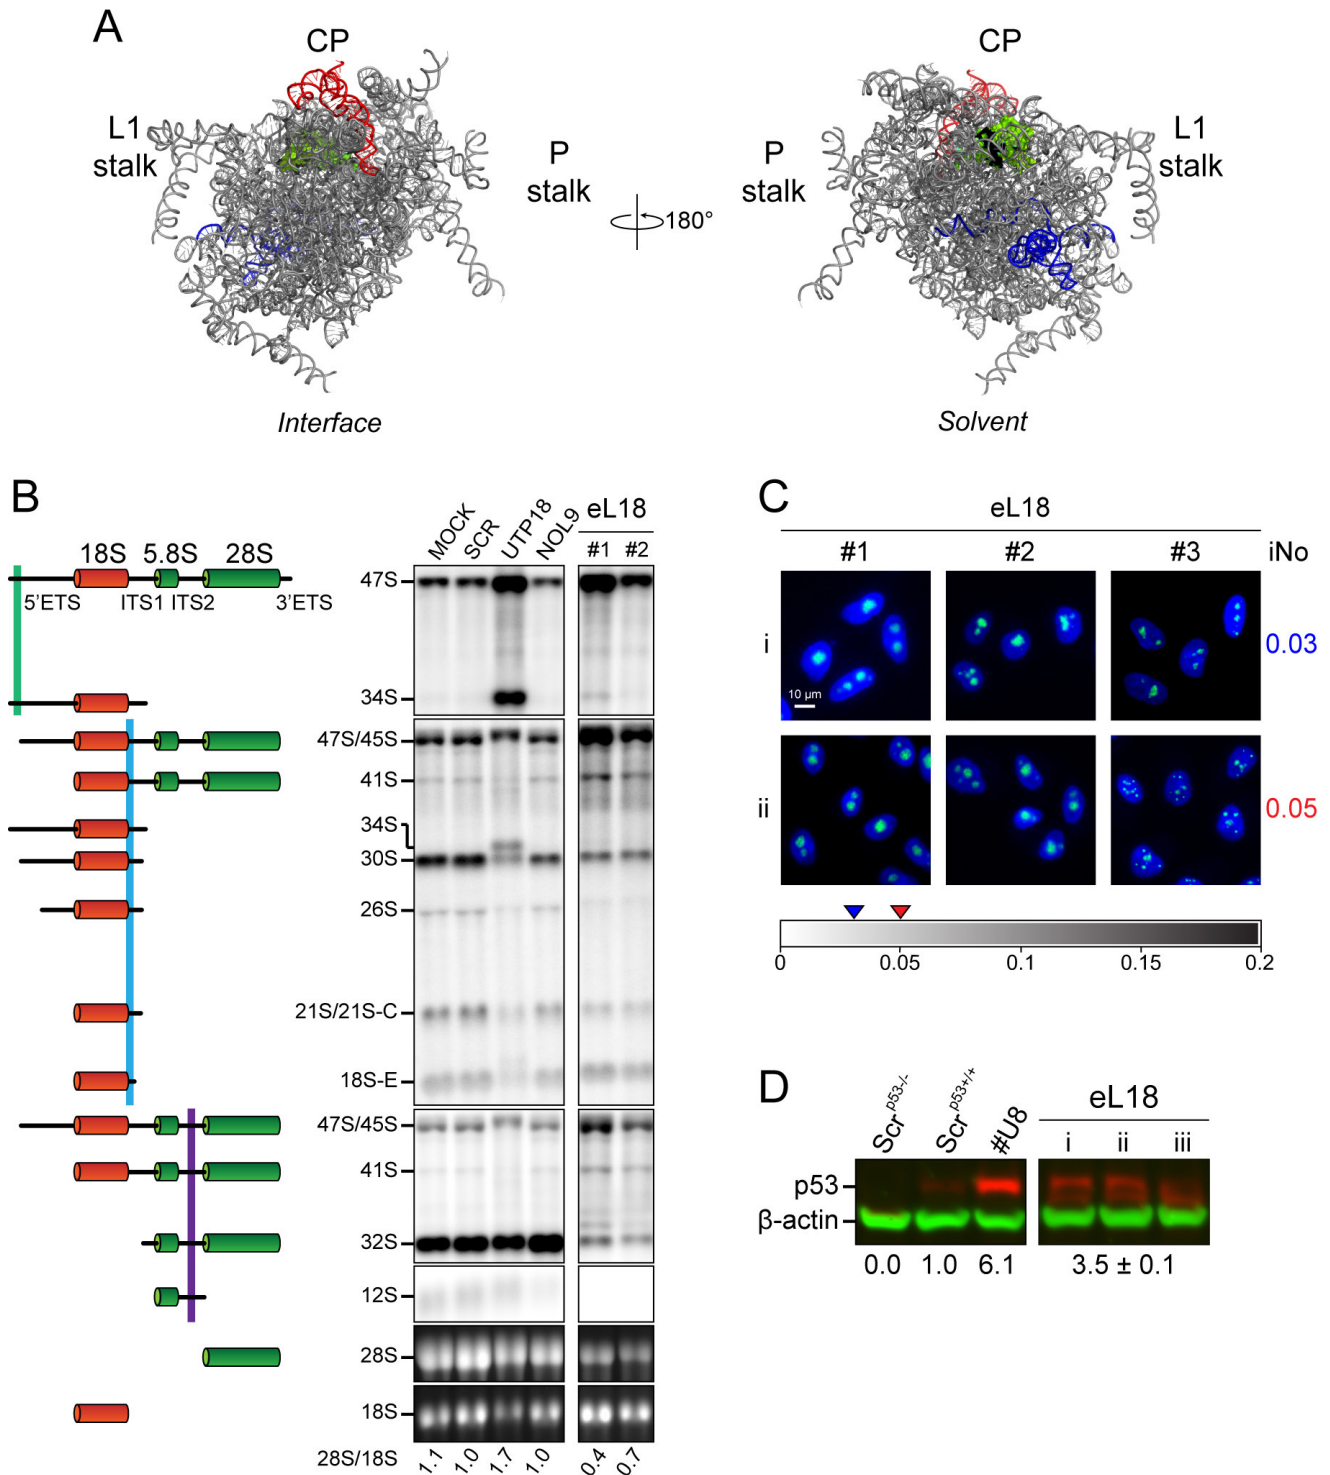 A
CP
L1
stalk
P
stalk
180°
Interface
CP
P
stalk
L1
stalk
Solvent
B
18S 5.8S 28S
5'ETS ITS1 ITS2 3'ETS
MOCK SCR UTP18 NOL9
eL18
#1 #2
47S
34S
47S/45S
41S
34S
30S
26S
21S/21S-C
18S-E
47S/45S
41S
32S
12S
28S
18S
28S/18S 1.1 1.0 1.7 1.0 0.4 0.7
C
eL18
#1 #2 #3 iNo
i 0.03
10 µm
ii 0.05
0 0.05 0.1 0.15 0.2
D
Scr p53-/- Scr p53+/+ #U8
eL18
i ii iii
p53
β-actin
0.0 1.0 6.1 3.5 ± 0.1